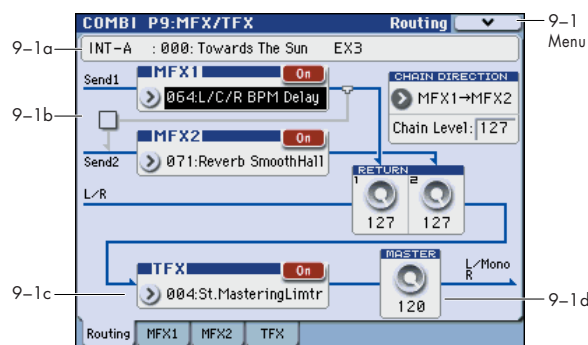 COMBI P9:MFX/TFX Routing
9–1
Menu
9–1a
INT-A :000: Towards The Sun EX3
Send1
MFX1 On
064:L/C/R BPM Delay
CHAIN DIRECTION
MFX1→MFX2
Chain Level: 127
9–1b
MFX2 On
071:Reverb SmoothHall
Send2
RETURN
1 2
127 127
L/R
TFX On
004:St.MasteringLimtr
MASTER
120
L/Mono
R
9–1c
9–1d
Routing MFX1 MFX2 TFX